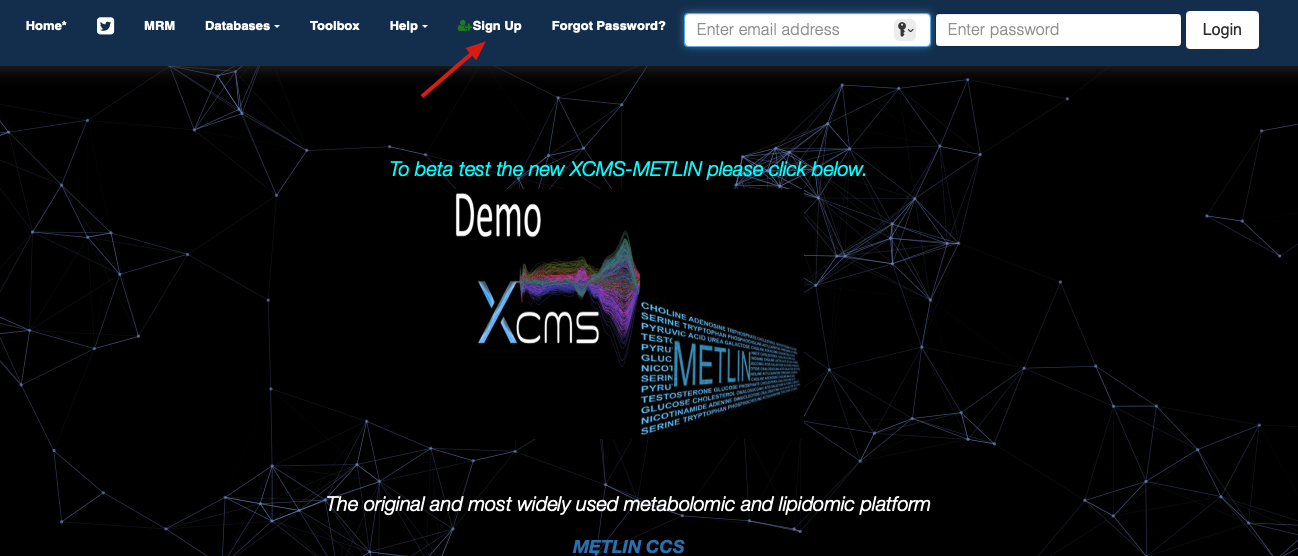 Home* MRM Databases Toolbox Help Sign Up Forgot Password? Enter email address Enter password Login
To beta test the new XCMS-METLIN please click below.
Demo
Xcms
CHOLINE ADENOSINE
SERINE TRYPTOPHAN PHOSPHOCHOLINE
PYRUVIC ACID UREA GALACTOSE
TESTO
PYRU
GLUC
NICOT
SERIN
PYRU
METLIN
TESTOSTERONE GLUCOSE PHOSPHATE
GLUCOSE CHOLESTEROL
NICOTINAMIDE ADENINE
SERINE TRYPTOPHAN
The original and most widely used metabolomic and lipidomic platform
METLIN CCS